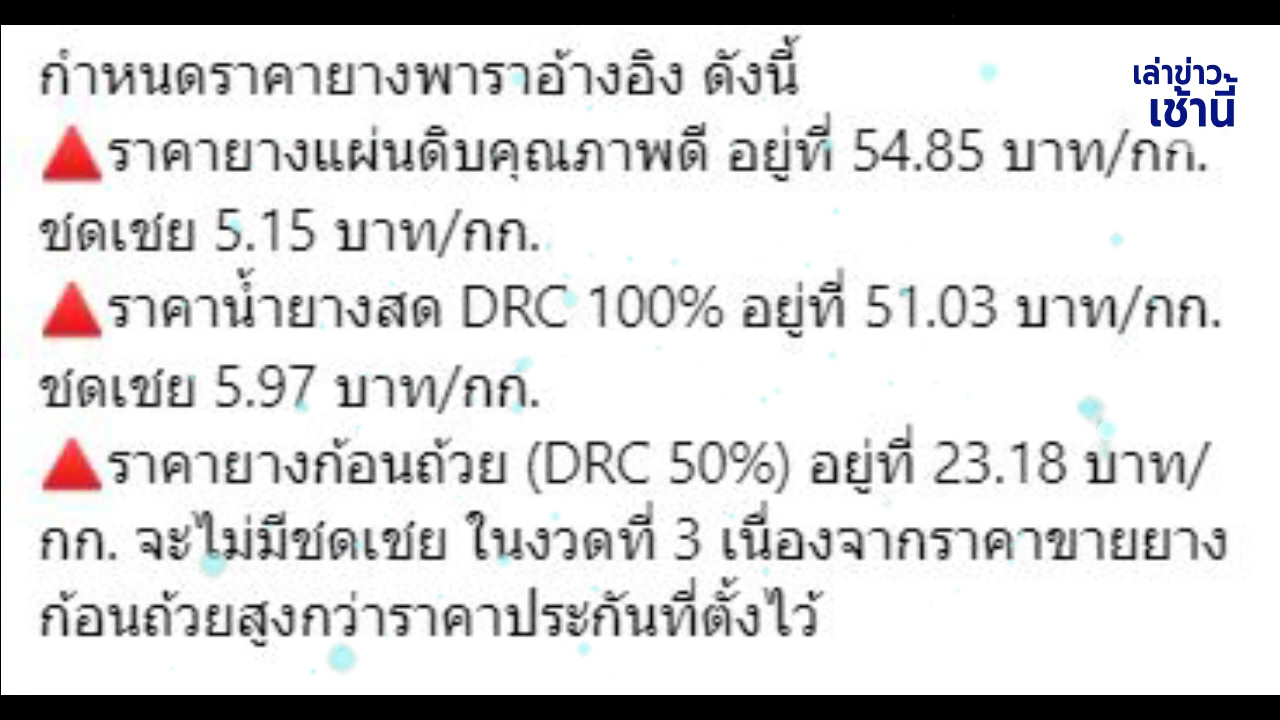 กำหนดราคายางพาราอ้างอิง ดังนี้
เล่าข่าว
เช้านี้
🔺ราคายางแผ่นดิบคุณภาพดี อยู่ที่ 54.85 บาท/กก.
ชดเชย 5.15 บาท/กก.
🔺ราคาน้ำยางสด DRC 100% อยู่ที่ 51.03 บาท/กก.
ชดเชย 5.97 บาท/กก.
🔺ราคายางก้อนถ้วย (DRC 50%) อยู่ที่ 23.18 บาท/
กก. จะไม่มีชดเชย ในงวดที่ 3 เนื่องจากราคาขายยาง
ก้อนถ้วยสูงกว่าราคาประกันที่ตั้งไว้